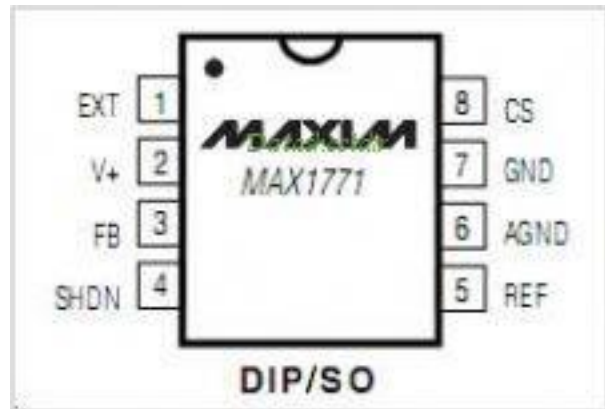 EXT 1
V+ 2
FB 3
SHDN 4
MAXIM
MAX1771
8 CS
7 GND
6 AGND
5 REF
DIP/SO